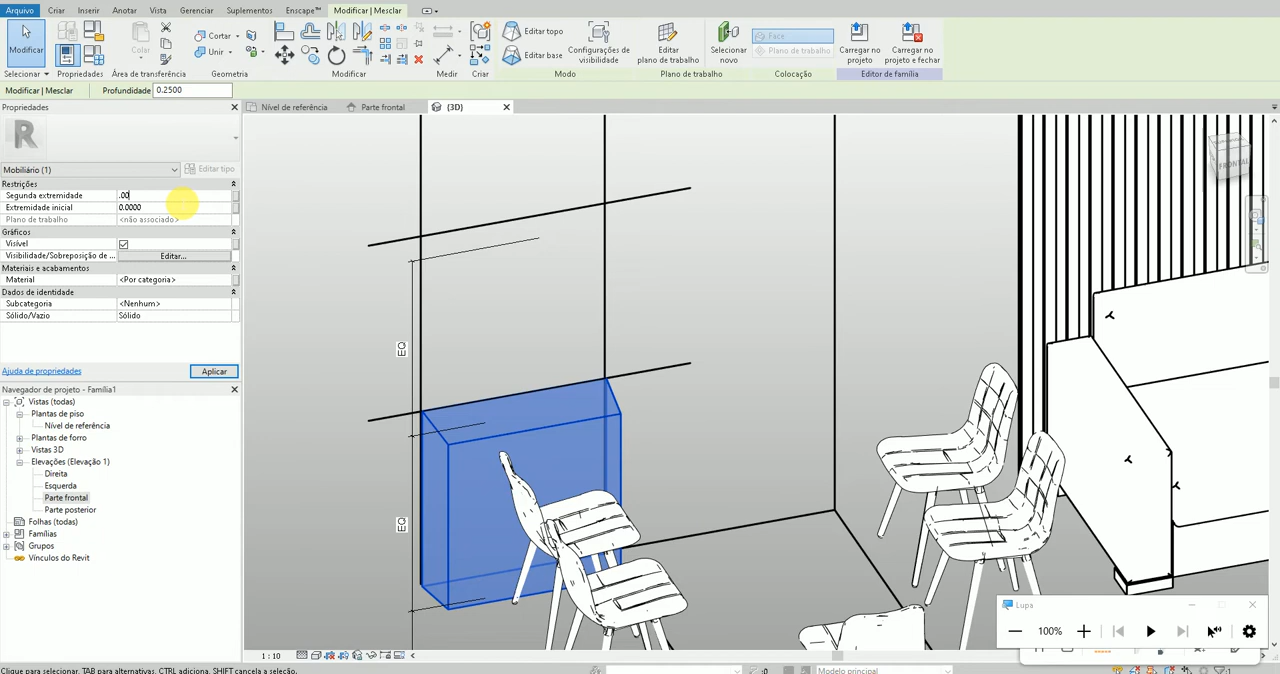 Arquivo Criar Inserir Anotar Vista Gerenciar Suplementos Enscape™ Modificar | Mesclar
Modificar
Colar
Cortar
Unir
Editar topo
Editar base
Configurações de visibilidade
Editar plano de trabalho
Selecionar novo
Face
Plano de trabalho
Carregar no projeto
Carregar no projeto e fechar
Selecionar Propriedades Área de transferência Geometria Modificar Medir Criar Modo Plano de trabalho Colocação Editor de família
Modificar | Mesclar Profundidade 0.2500
Propriedades
Nível de referência Parte frontal {3D}
R
Mobiliário (1) Editar tipo
Restrições
Segunda extremidade .00
Extremidade inicial 0.0000
Plano de trabalho <não associado>
Gráficos
Visível
Visibilidade/Sobreposição de ... Editar...
Materiais e acabamentos
Material <Por categoria>
Dados de identidade
Subcategoria <Nenhum>
Sólido/Vazio Sólido
Ajuda de propriedades Aplicar
Navegador de projeto - Família1
Vistas (todas)
Plantas de piso
Nível de referência
Plantas de forro
Vistas 3D
Elevações (Elevação 1)
Direita
Esquerda
Parte frontal
Parte posterior
Folhas (todas)
Famílias
Grupos
Vínculos do Revit
EQ
EQ
FRONTAL
Lupa
100%
1 : 10
Clique para selecionar, TAB para alternativas, CTRL adiciona, SHIFT cancela a seleção.
:0
Modelo principal